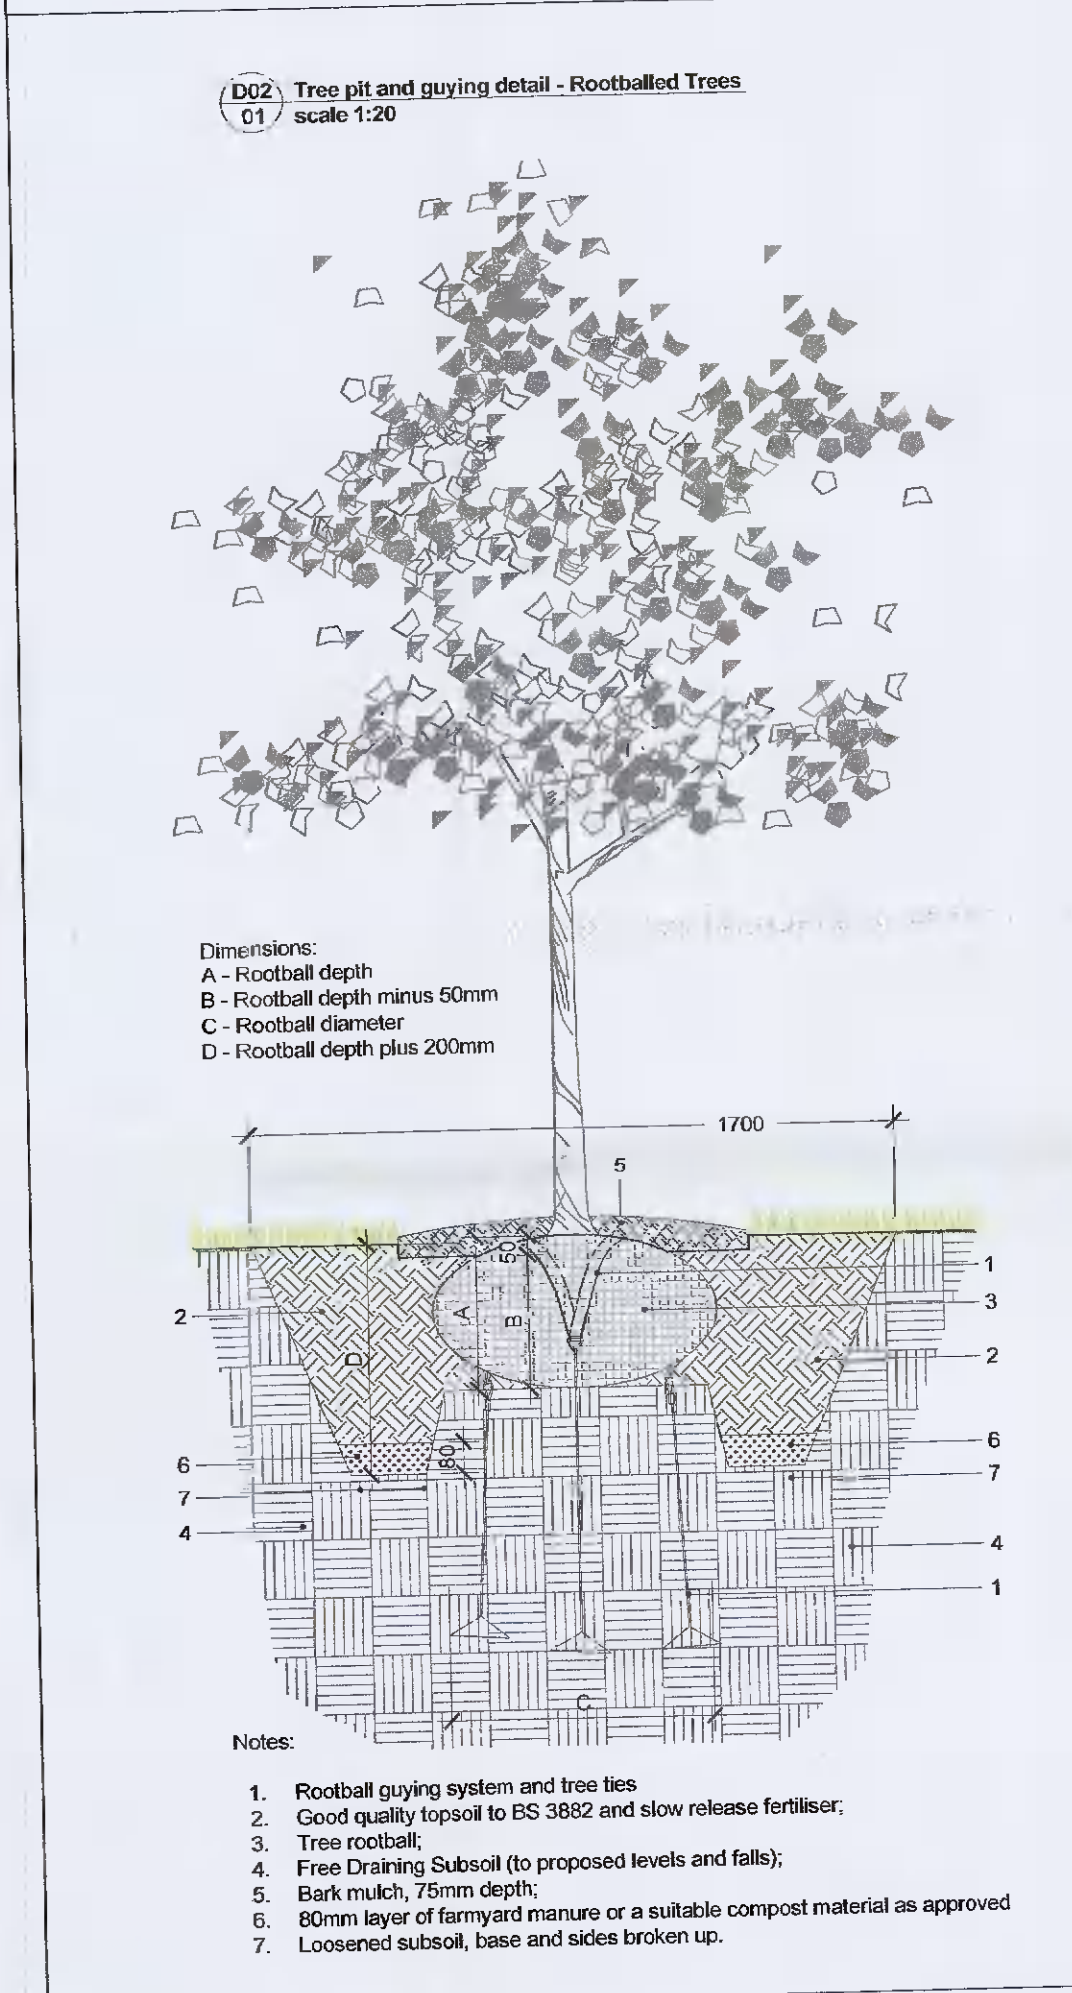 D02 Tree pit and guying detail - Rootballed Trees
01 scale 1:20
Dimensions:
A - Rootball depth
B - Rootball depth minus 50mm
C - Rootball diameter
D - Rootball depth plus 200mm
1700
5
50
1
A
B
3
2
2
D
80
6
6
7
7
4
4
1
C
Notes:
1. Rootball guying system and tree ties
2. Good quality topsoil to BS 3882 and slow release fertiliser;
3. Tree rootball;
4. Free Draining Subsoil (to proposed levels and falls);
5. Bark mulch, 75mm depth;
6. 80mm layer of farmyard manure or a suitable compost material as approved
7. Loosened subsoil, base and sides broken up.